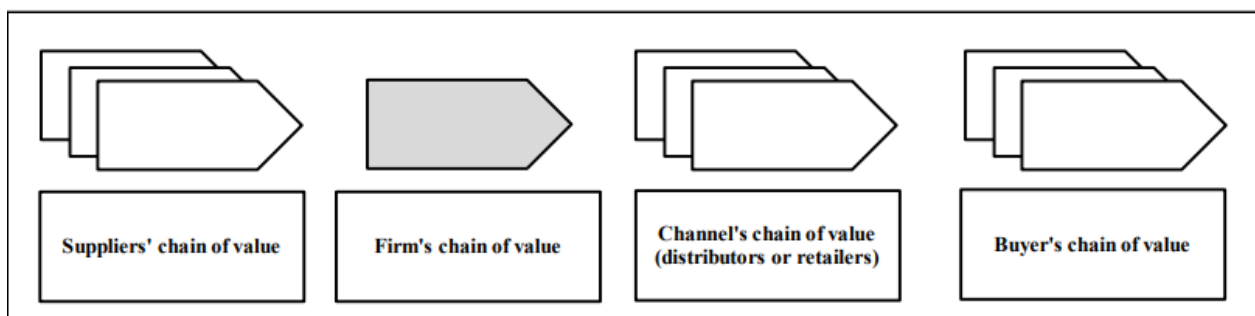 Suppliers' chain of value
Firm's chain of value
Channel's chain of value
(distributors or retailers)
Buyer's chain of value